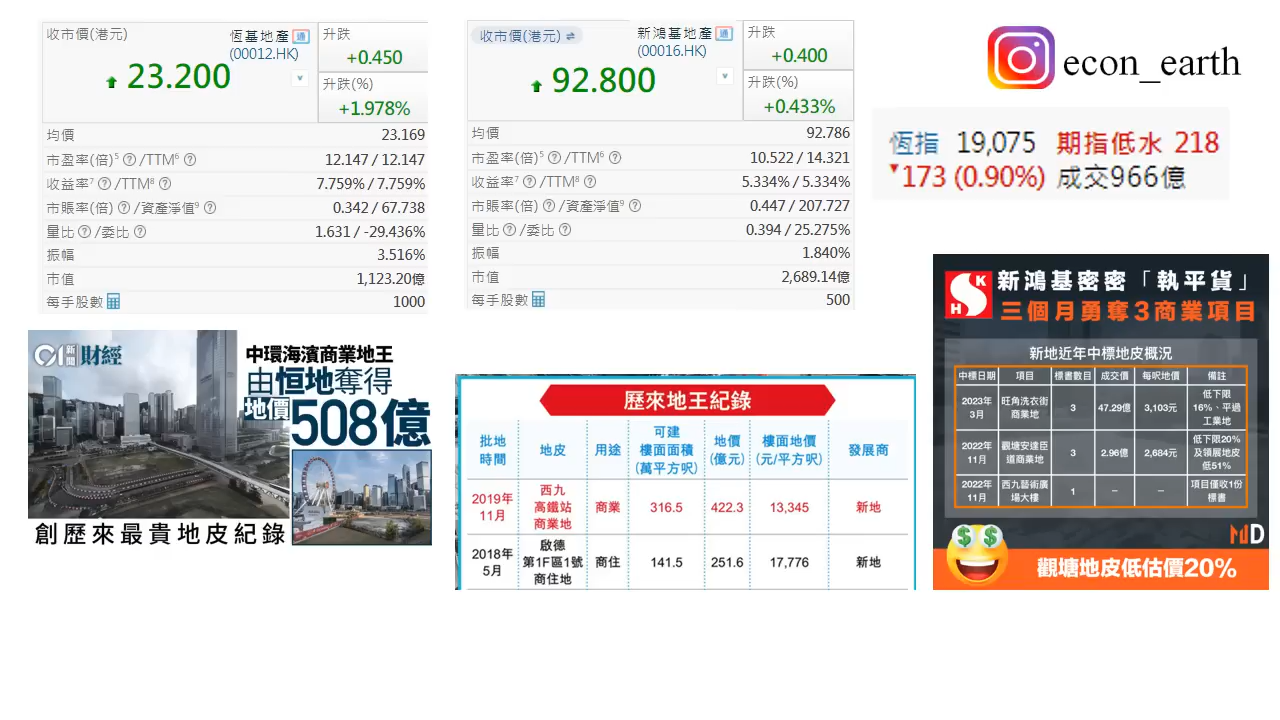 收市價(港元)
恆基地產 通
(00012.HK)
23.200
升跌
+0.450
升跌(%)
+1.978%
均價 23.169
市盈率(倍)5 ?/TTM6 ? 12.147 / 12.147
收益率7 ?/TTM8 ? 7.759% / 7.759%
市賬率(倍) ?/資產淨值9 ? 0.342 / 67.738
量比 ?/委比 ? 1.631 / -29.436%
振幅 3.516%
市值 1,123.20億
每手股數 1000
收市價(港元) ⇌
新鴻基地產 通
(00016.HK)
92.800
升跌
+0.400
升跌(%)
+0.433%
均價 92.786
市盈率(倍)5 ?/TTM6 ? 10.522 / 14.321
收益率7 ?/TTM8 ? 5.334% / 5.334%
市賬率(倍) ?/資產淨值9 ? 0.447 / 207.727
量比 ?/委比 ? 0.394 / 25.275%
振幅 1.840%
市值 2,689.14億
每手股數 500
econ_earth
恆指 19,075 期指低水 218
▼173 (0.90%) 成交966億
01 新聞 財經
中環海濱商業地王
由恒地奪得
地價508億
創歷來最貴地皮紀錄
歷來地王紀錄
批地時間 地皮 用途 可建樓面面積(萬平方呎) 地價(億元) 樓面地價(元/平方呎) 發展商
2019年11月 西九高鐵站商業地 商業 316.5 422.3 13,345 新地
2018年5月 啟德第1F區1號商住地 商住 141.5 251.6 17,776 新地
SHK
新鴻基密密「執平貨」
三個月勇奪3商業項目
新地近年中標地皮概況
中標日期 項目 標書數目 成交價 每呎地價 備註
2023年3月 旺角洗衣街商業地 3 47.29億 3,103元 低下限16%、平過工業地
2022年11月 觀塘安達臣道商業地 3 2.96億 2,684元 低下限20%及領展地皮低51%
2022年11月 西九藝術廣場大樓 1 – – 項目僅收1份標書
觀塘地皮低估價20%